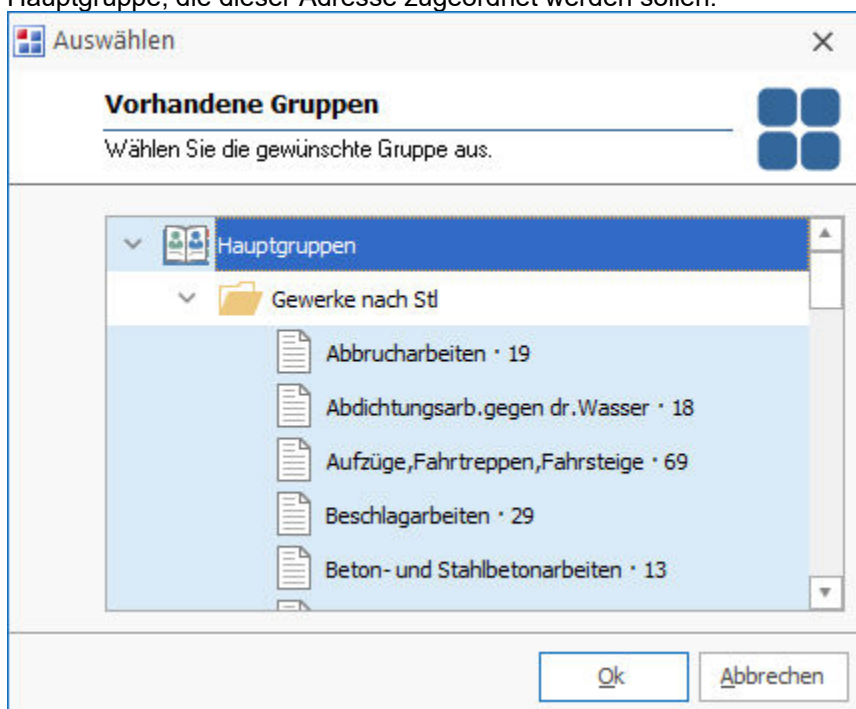 Hauptgruppe, die dieser Adresse zugeordnet werden sollen.
Auswählen
Vorhandene Gruppen
Wählen Sie die gewünschte Gruppe aus.
Hauptgruppen
Gewerke nach Stl
Abbrucharbeiten · 19
Abdichtungsarb.gegen dr.Wasser · 18
Aufzüge,Fahrtreppen,Fahrsteige · 69
Beschlagarbeiten · 29
Beton- und Stahlbetonarbeiten · 13
Ok Abbrechen